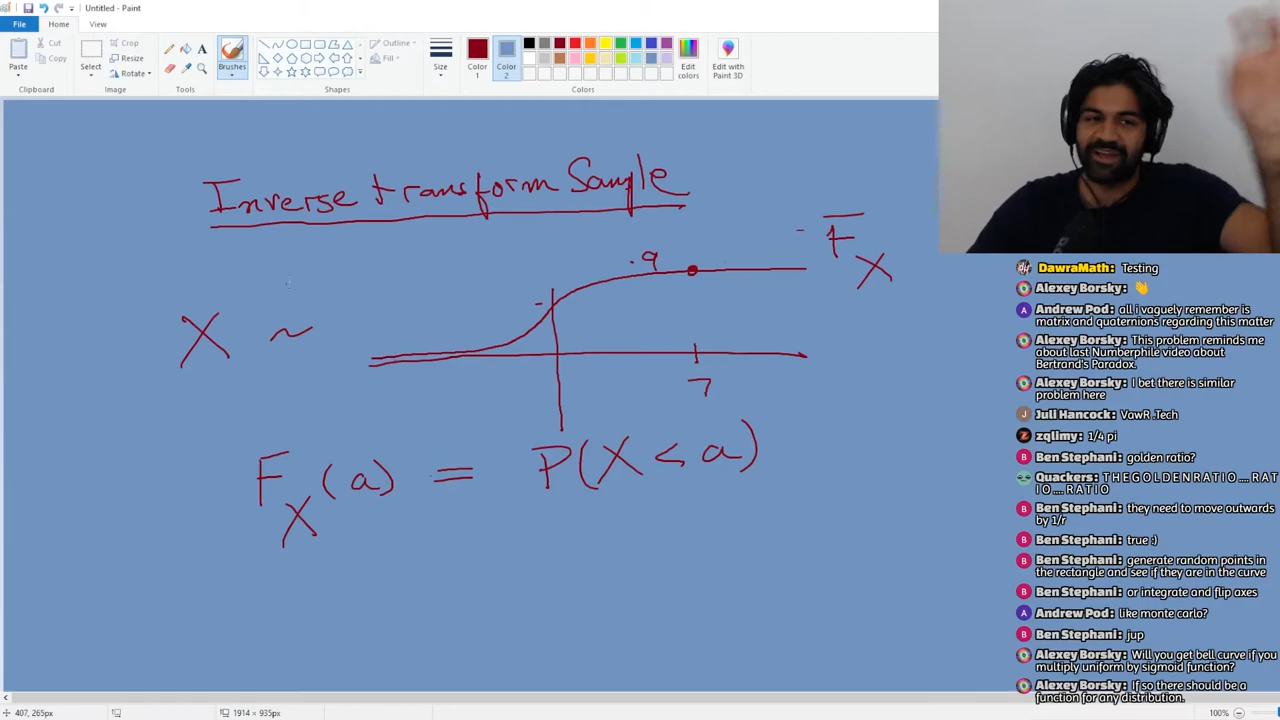 Untitled - Paint
File Home View
Paste
Cut
Copy
Clipboard
Select
Crop
Resize
Rotate
Image
A
Tools
Brushes
Outline
Fill
Shapes
Size
Color 1
Color 2
Colors
Edit colors
Edit with Paint 3D
Inverse transform Sample
.9
F X
X ~
7
F X (a) = P(X < a)
DawraMath: Testing
Alexey Borsky: 👋
Andrew Pod: all i vaguely remember is
matrix and quaternions regarding this matter
Alexey Borsky: This problem reminds me
about last Numberphile video about
Bertrand's Paradox.
Alexey Borsky: I bet there is similar
problem here
Juli Hancock: VawR .Tech
zqlimy: 1/4 pi
Ben Stephani: golden ratio?
Quackers: T H E G O L D E N R A T I O .... R A T
I O .... R A T I O
Ben Stephani: they need to move outwards
by 1/r
Ben Stephani: true :)
Ben Stephani: generate random points in
the rectangle and see if they are in the curve
Ben Stephani: or integrate and flip axes
Andrew Pod: like monte carlo?
Ben Stephani: jup
Alexey Borsky: Will you get bell curve if you
multiply uniform by sigmoid function?
Alexey Borsky: If so there should be a
function for any distribution.
407, 265px
1914 × 935px
100%